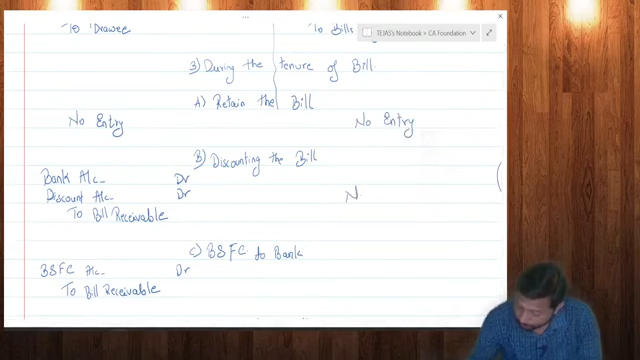 To Drawee
To Bills
TEJAS's Notebook > CA Foundation
3) During the tenure of Bill
A) Retain the Bill
No Entry
No Entry
B) Discounting the Bill
Bank A/c Dr
Discount A/c Dr
To Bill Receivable
N
C) BSFC to Bank
BSFC A/c Dr
To Bill Receivable